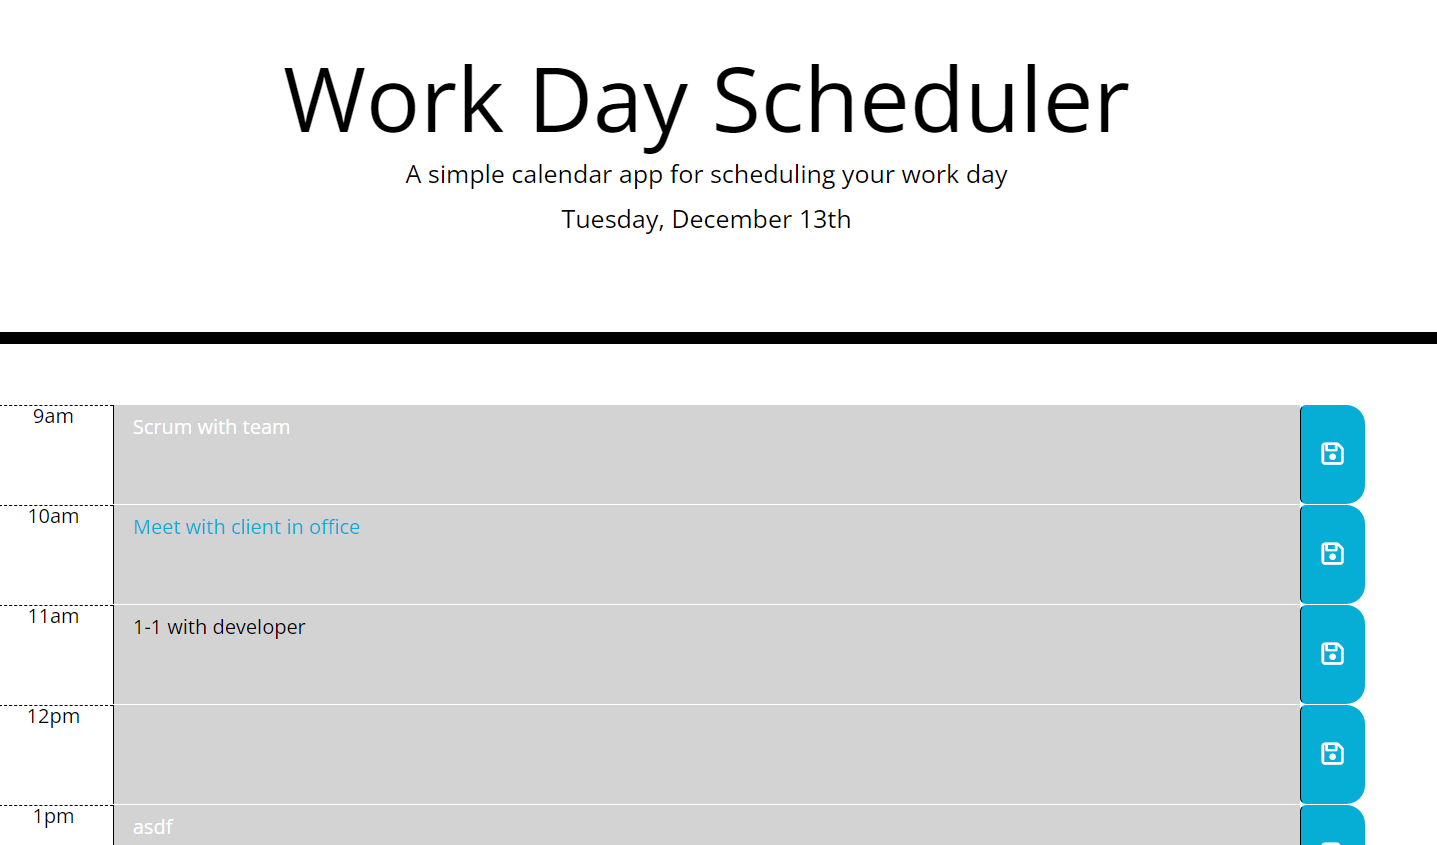 Work Day Scheduler
A simple calendar app for scheduling your work day
Tuesday, December 13th
9am
Scrum with team
10am
Meet with client in office
11am
1-1 with developer
12pm
1pm
asdf